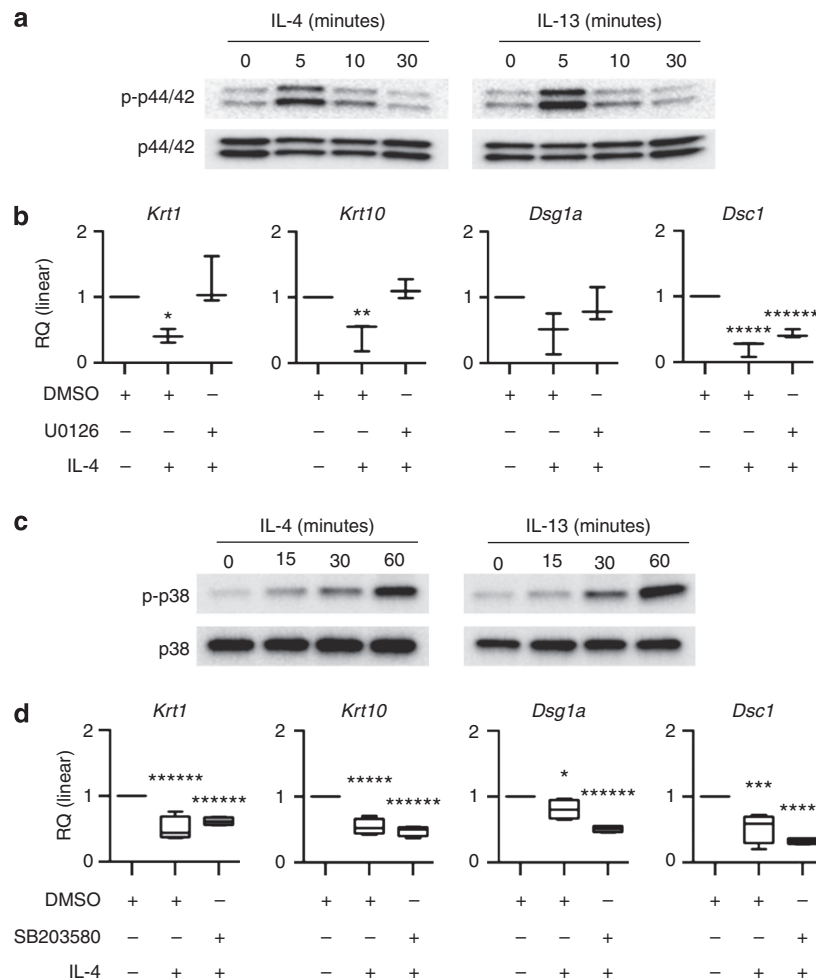 a
IL-4 (minutes) IL-13 (minutes)
0 5 10 30 0 5 10 30
p-p44/42
p44/42
b
Krt1 Krt10 Dsg1a Dsc1
RQ (linear)
2 2 2 2
1 1 1 1
* ** ***** ******
0 0 0 0
DMSO + + – + + – + + – + + –
U0126 – – + – – + – – + – – +
IL-4 – + + – + + – + + – + +
c
IL-4 (minutes) IL-13 (minutes)
0 15 30 60 0 15 30 60
p-p38
p38
d
Krt1 Krt10 Dsg1a Dsc1
RQ (linear)
2 2 2 2
****** ****** ***** ****** * ****** *** ****
1 1 1 1
0 0 0 0
DMSO + + – + + – + + – + + –
SB203580 – – + – – + – – + – – +
IL-4 – + + – + + – + + – + +